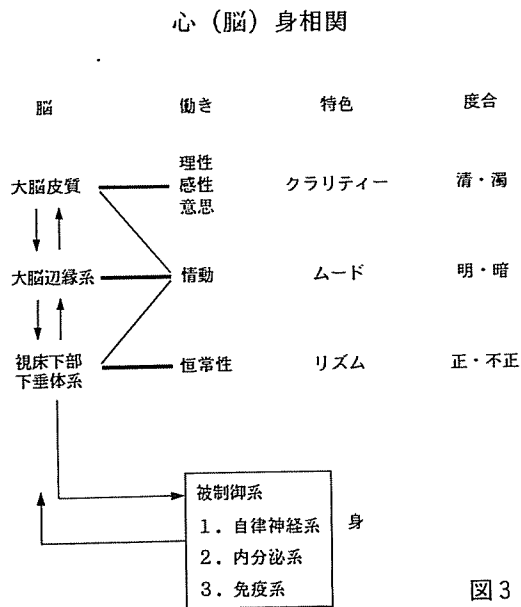 心（脳）身相関
脳 働き 特色 度合
大脳皮質 理性 感性 意思 クラリティー 清・濁
大脳辺縁系 情動 ムード 明・暗
視床下部 下垂体系 恒常性 リズム 正・不正
被制御系
1．自律神経系
2．内分泌系
3．免疫系
身
図3